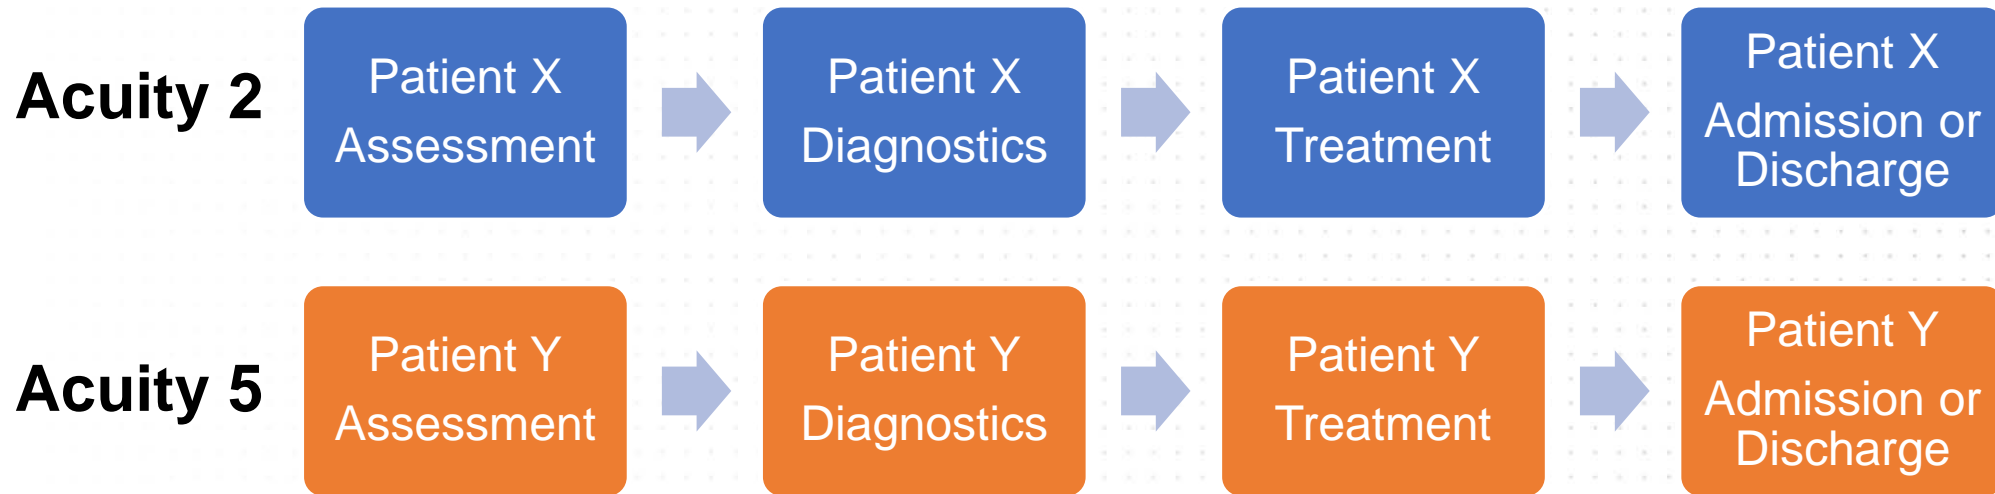 Acuity 2
Patient X
Assessment
Patient X
Diagnostics
Patient X
Treatment
Patient X
Admission or
Discharge
Acuity 5
Patient Y
Assessment
Patient Y
Diagnostics
Patient Y
Treatment
Patient Y
Admission or
Discharge